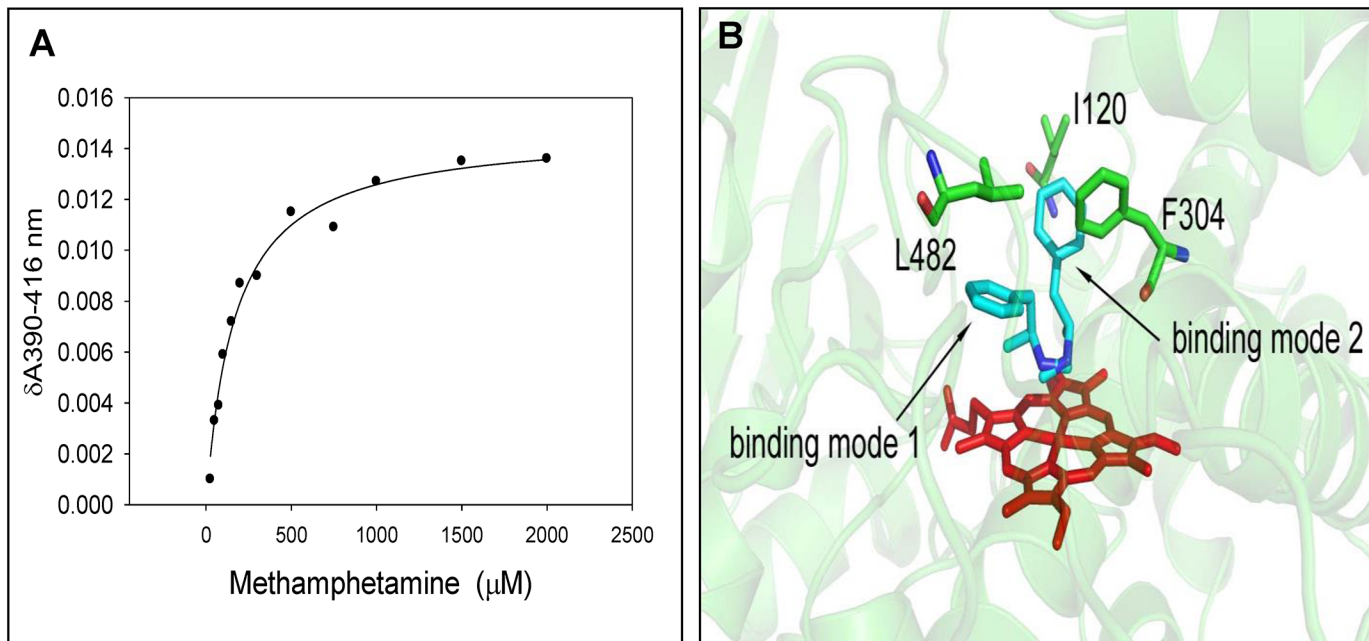 A
0.016
0.014
0.012
0.010
0.008
0.006
0.004
0.002
0.000
δA390-416 nm
0 500 1000 1500 2000 2500
Methamphetamine (μM)
B
I120
F304
L482
binding mode 2
binding mode 1